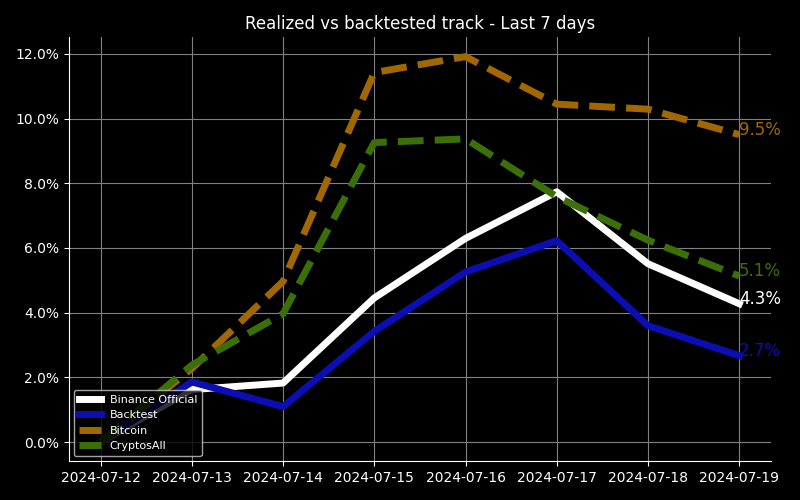 Realized vs backtested track - Last 7 days
12.0%
10.0%
8.0%
6.0%
4.0%
2.0%
0.0%
9.5%
5.1%
4.3%
2.7%
Binance Official
Backtest
Bitcoin
CryptosAll
2024-07-12 2024-07-13 2024-07-14 2024-07-15 2024-07-16 2024-07-17 2024-07-18 2024-07-19